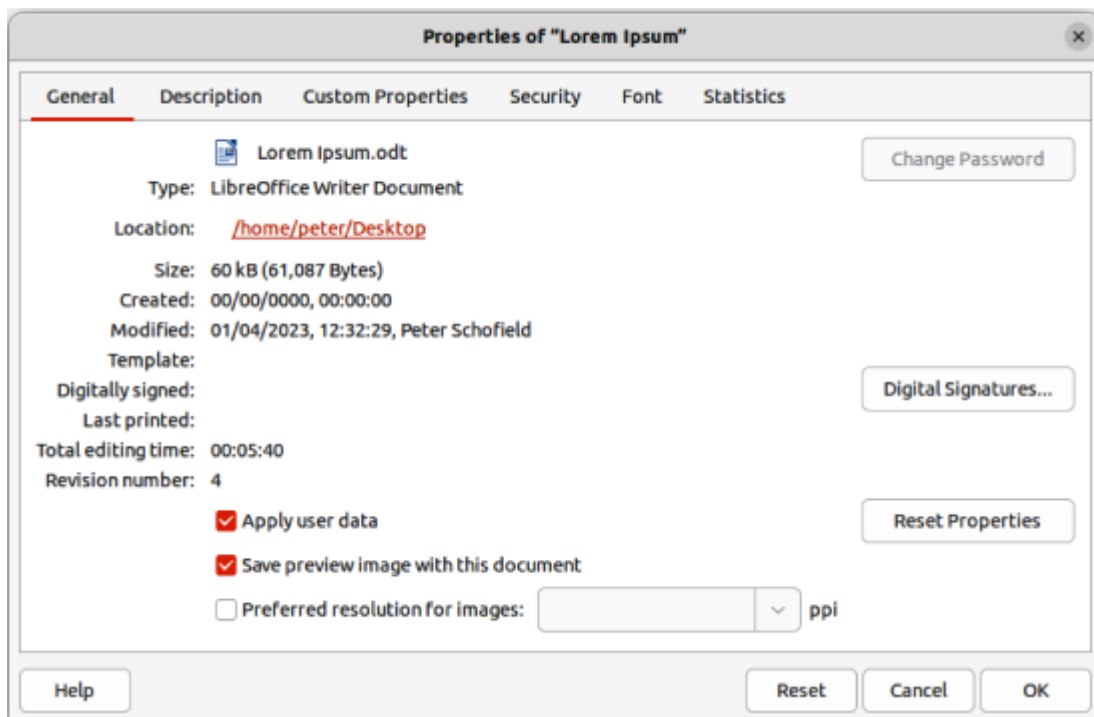 Properties of “Lorem Ipsum”
General Description Custom Properties Security Font Statistics
Lorem Ipsum.odt Change Password
Type: LibreOffice Writer Document
Location: /home/peter/Desktop
Size: 60 kB (61,087 Bytes)
Created: 00/00/0000, 00:00:00
Modified: 01/04/2023, 12:32:29, Peter Schofield
Template:
Digitally signed: Digital Signatures...
Last printed:
Total editing time: 00:05:40
Revision number: 4
Apply user data Reset Properties
Save preview image with this document
Preferred resolution for images: ppi
Help Reset Cancel OK